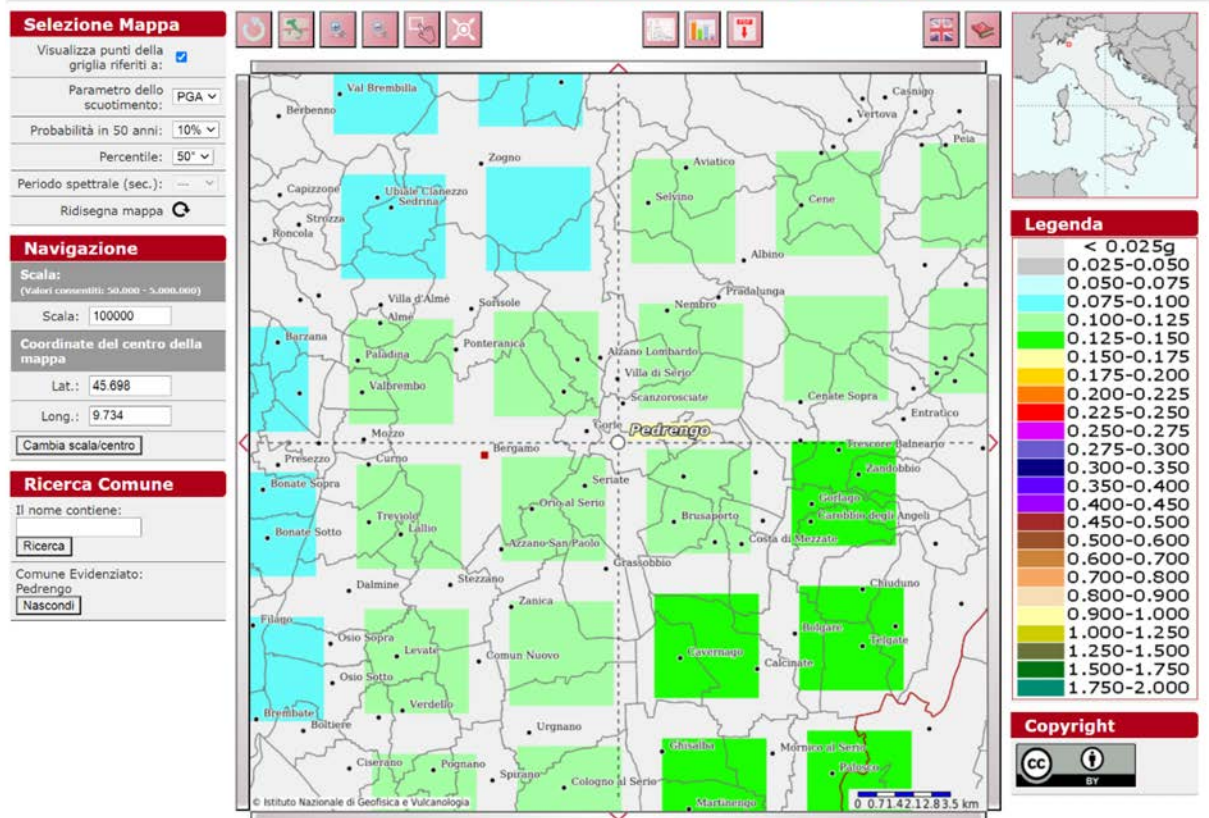 Selezione Mappa
Visualizza punti della
griglia riferiti a:
Parametro dello
scuotimento: PGA
Probabilità in 50 anni: 10%
Percentile: 50°
Periodo spettrale (sec.): ---
Ridisegna mappa
Navigazione
Scala:
(Valori consentiti: 50.000 - 5.000.000)
Scala: 100000
Coordinate del centro della
mappa
Lat.: 45.698
Long.: 9.734
Cambia scala/centro
Ricerca Comune
Il nome contiene:
Ricerca
Comune Evidenziato:
Pedrengo
Nascondi
PDF
Val Brembilla
Casnigo
Berbenno
Vertova
Peia
Zogno
Aviatico
Capizzone
Ubiale Clanezzo
Sedrina
Selvino
Cene
Strozza
Roncola
Albino
Pradalunga
Villa d'Almè
Sorisole
Nembro
Almè
Barzana
Ponteranica
Paladina
Alzano Lombardo
Villa di Serio
Valbrembo
Scanzorosciate
Cenate Sopra
Entratico
Gorle
Pedrengo
Mozzo
Trescore Balneario
Bergamo
Presezzo
Curno
Zandobbio
Bonate Sopra
Seriate
Gorlago
Orio al Serio
Treviolo
Lallio
Brusaporto
Carobbio degli Angeli
Bonate Sotto
Azzano San Paolo
Costa di Mezzate
Grassobbio
Dalmine
Stezzano
Chiuduno
Zanica
Filago
Osio Sopra
Bolgare
Telgate
Levate
Comun Nuovo
Cavernago
Calcinate
Osio Sotto
Verdello
Brembate
Boltiere
Urgnano
Ghisalba
Mornico al Serio
Ciserano
Pognano
Spirano
Cologno al Serio
Palosco
Martinengo
© Istituto Nazionale di Geofisica e Vulcanologia
0 0.71.42.12.83.5 km
Legenda
< 0.025g
0.025-0.050
0.050-0.075
0.075-0.100
0.100-0.125
0.125-0.150
0.150-0.175
0.175-0.200
0.200-0.225
0.225-0.250
0.250-0.275
0.275-0.300
0.300-0.350
0.350-0.400
0.400-0.450
0.450-0.500
0.500-0.600
0.600-0.700
0.700-0.800
0.800-0.900
0.900-1.000
1.000-1.250
1.250-1.500
1.500-1.750
1.750-2.000
Copyright
cc
BY